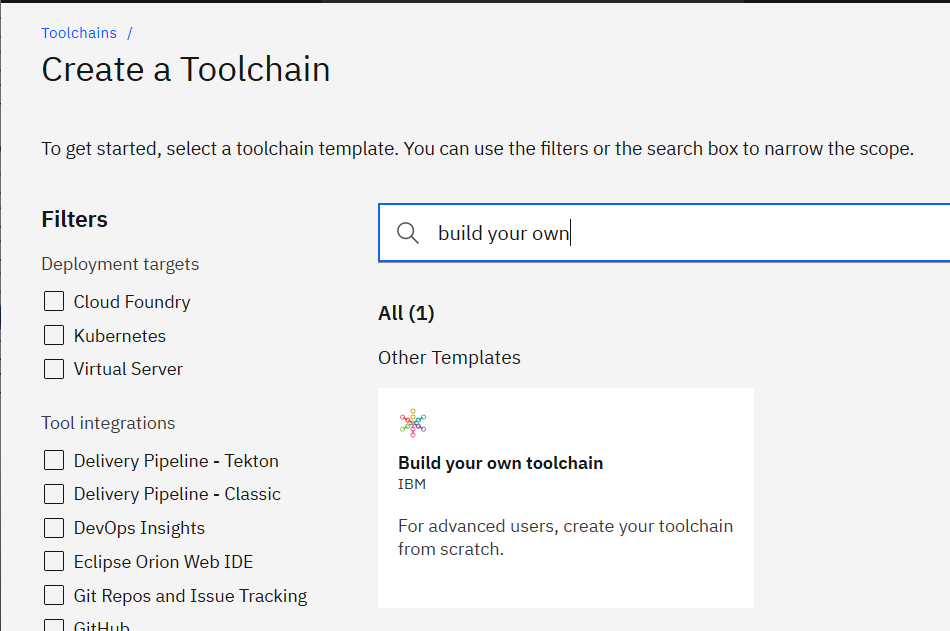 Toolchains /
Create a Toolchain
To get started, select a toolchain template. You can use the filters or the search box to narrow the scope.
Filters
Deployment targets
Cloud Foundry
Kubernetes
Virtual Server
Tool integrations
Delivery Pipeline - Tekton
Delivery Pipeline - Classic
DevOps Insights
Eclipse Orion Web IDE
Git Repos and Issue Tracking
GitHub
build your own
All (1)
Other Templates
Build your own toolchain
IBM
For advanced users, create your toolchain
from scratch.